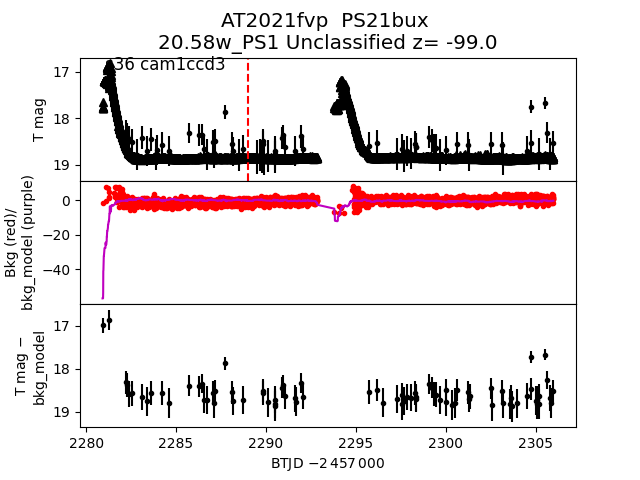 AT2021fvp PS21bux
20.58w_PS1 Unclassified z= -99.0
36 cam1ccd3
T mag
17
18
19
Bkg (red)/
bkg_model (purple)
0
−20
−40
T mag −
bkg_model
17
18
19
2280 2285 2290 2295 2300 2305
BTJD −2 457 000